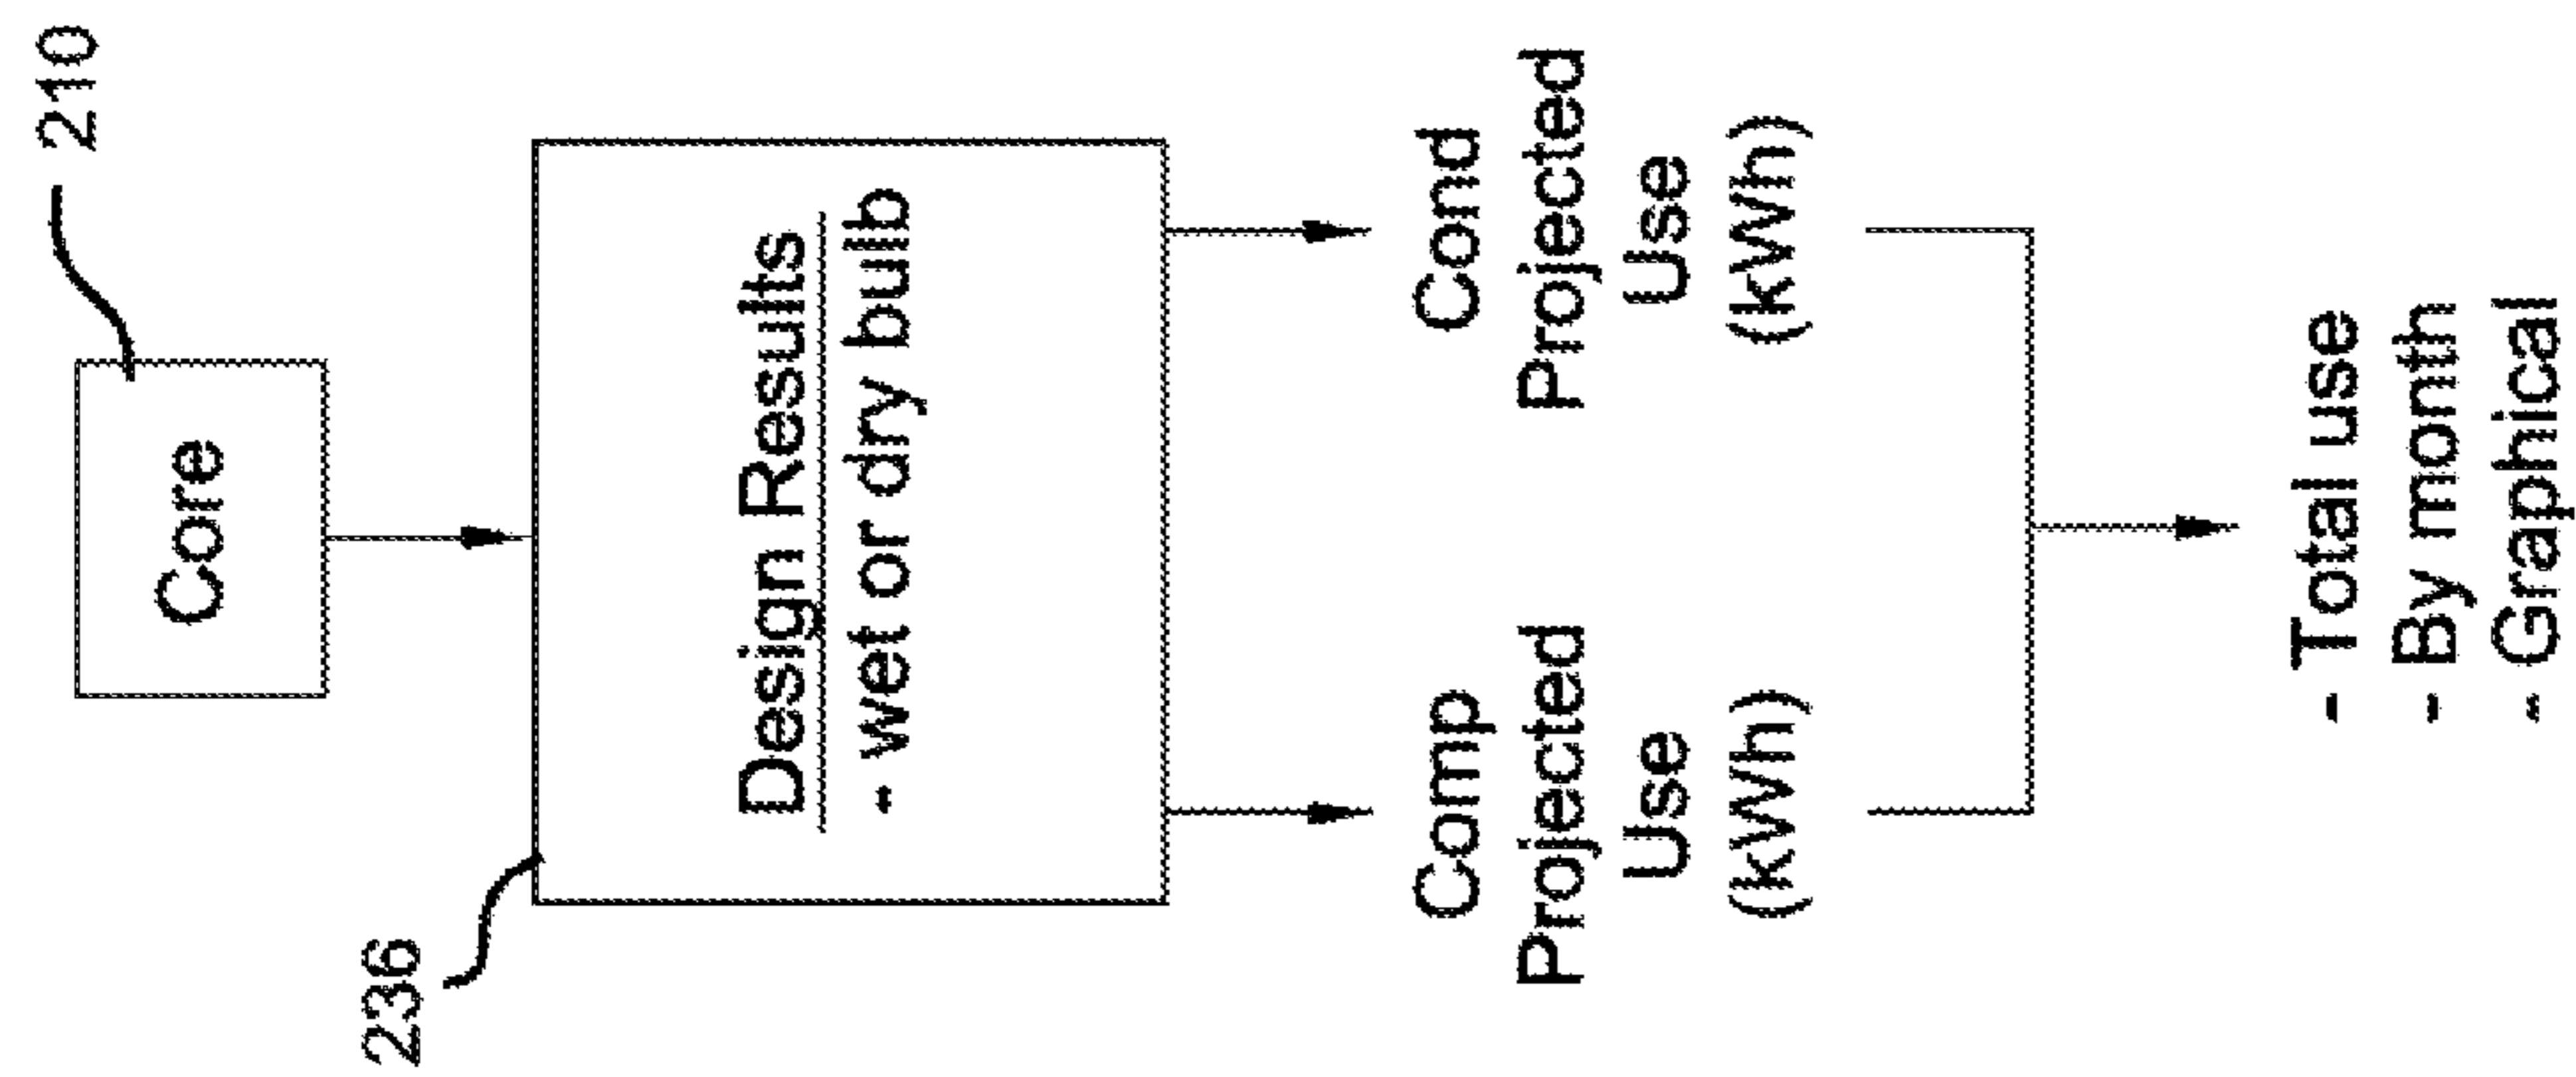 210
Core
236
Design Results
- wet or dry bulb
Comp
Projected
Use
(kWh)
Cond
Projected
Use
(kWh)
- Total use
- By month
- Graphical